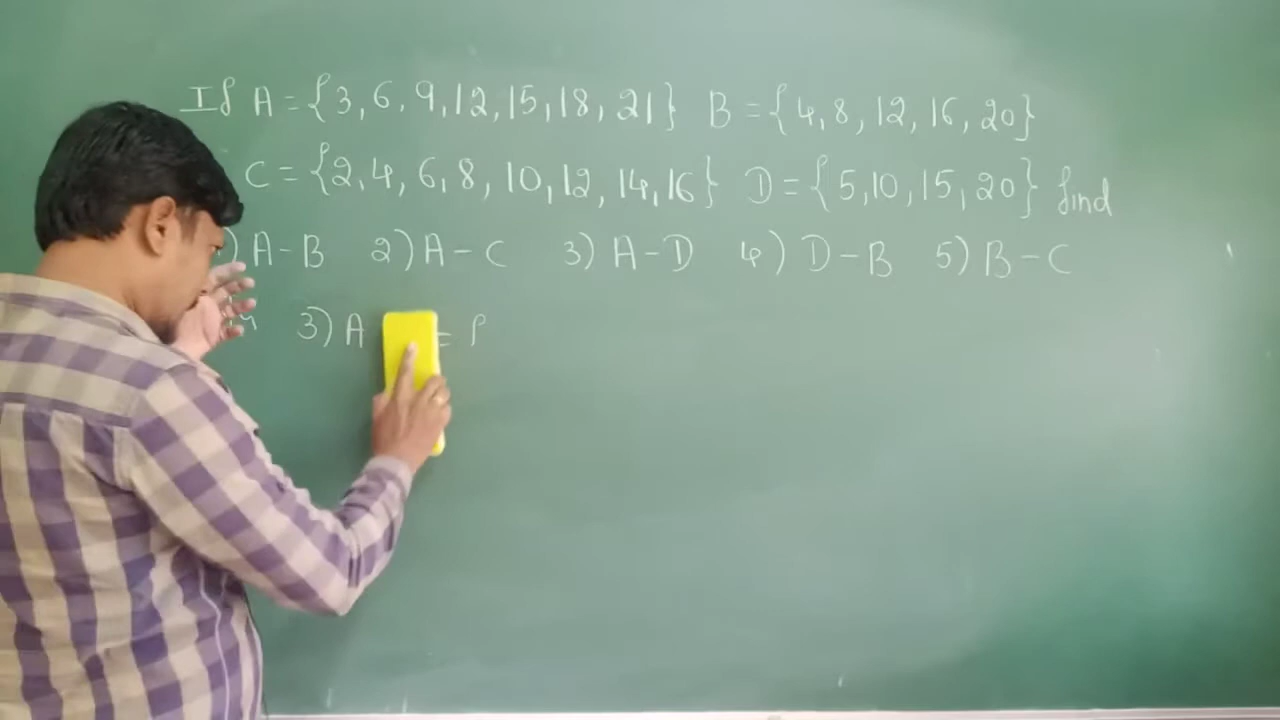 If A = {3, 6, 9, 12, 15, 18, 21} B = {4, 8, 12, 16, 20}
C = {2, 4, 6, 8, 10, 12, 14, 16} D = {5, 10, 15, 20} find
) A - B 2) A - C 3) A - D 4) D - B 5) B - C
3) A =